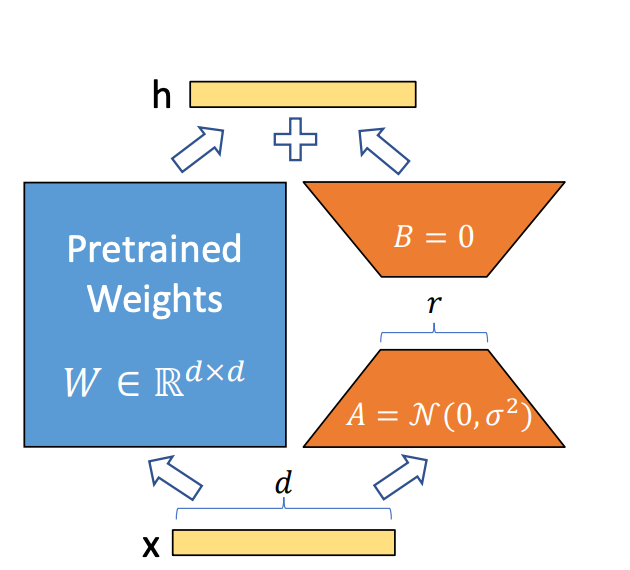 h
Pretrained
Weights
W ∈ ℝ^{d×d}
B = 0
r
A = 𝒩(0, σ²)
d
x